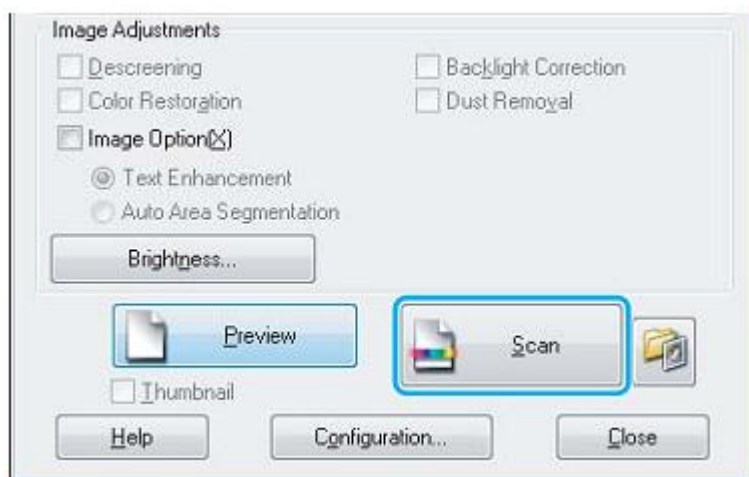 Image Adjustments
Descreening Backlight Correction
Color Restoration Dust Removal
Image Option(X)
Text Enhancement
Auto Area Segmentation
Brightness...
Preview Scan
Thumbnail
Help Configuration... Close